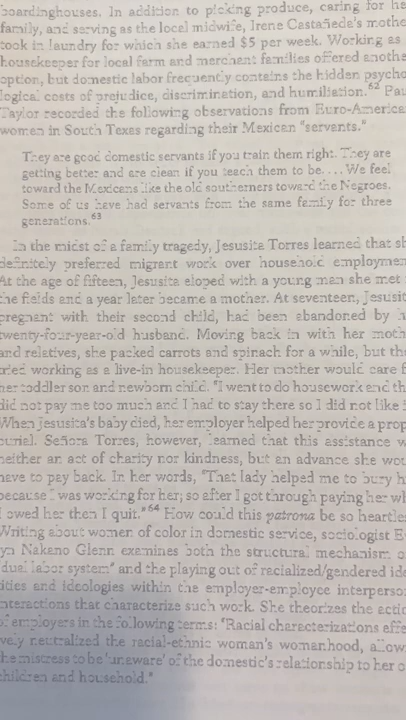 boardinghouses. In addition to picking produce, caring for he
family, and serving as the local midwife, Irene Castañede's mothe
took in laundry for which she earned $5 per week. Working as
housekeeper for local farm and merchant families offered anothe
option, but domestic labor frequently contains the hidden psycho
logical costs of prejudice, discrimination, and humiliation.62 Pau
Taylor recorded the following observations from Euro-America
women in South Texas regarding their Mexican "servants."
They are good domestic servants if you train them right. They are
getting better and are clean if you teach them to be. . . . We feel
toward the Mexicans like the old southerners toward the Negroes.
Some of us have had servants from the same family for three
generations.63
In the midst of a family tragedy, Jesusita Torres learned that sh
definitely preferred migrant work over household employmen
At the age of fifteen, Jesusita eloped with a young man she met
the fields and a year later became a mother. At seventeen, Jesusit
pregnant with their second child, had been abandoned by h
twenty-four-year-old husband. Moving back in with her moth
and relatives, she packed carrots and spinach for a while, but the
tried working as a live-in housekeeper. Her mother would care f
her toddler son and newborn child. "I went to do housework and th
did not pay me too much and I had to stay there so I did not like i
When Jesusita's baby died, her employer helped her provide a prop
burial. Señora Torres, however, learned that this assistance w
neither an act of charity nor kindness, but an advance she wou
have to pay back. In her words, "That lady helped me to bury h
because I was working for her; so after I got through paying her wh
I owed her then I quit."64 How could this patrona be so heartles
Writing about women of color in domestic service, sociologist E
yn Nakano Glenn examines both the structural mechanism o
dual labor system" and the playing out of racialized/gendered ide
ities and ideologies within the employer-employee interperso
interactions that characterize such work. She theorizes the actio
of employers in the following terms: "Racial characterizations effe
vely neutralized the racial-ethnic woman's womanhood, allow
the mistress to be 'unaware' of the domestic's relationship to her o
children and household."